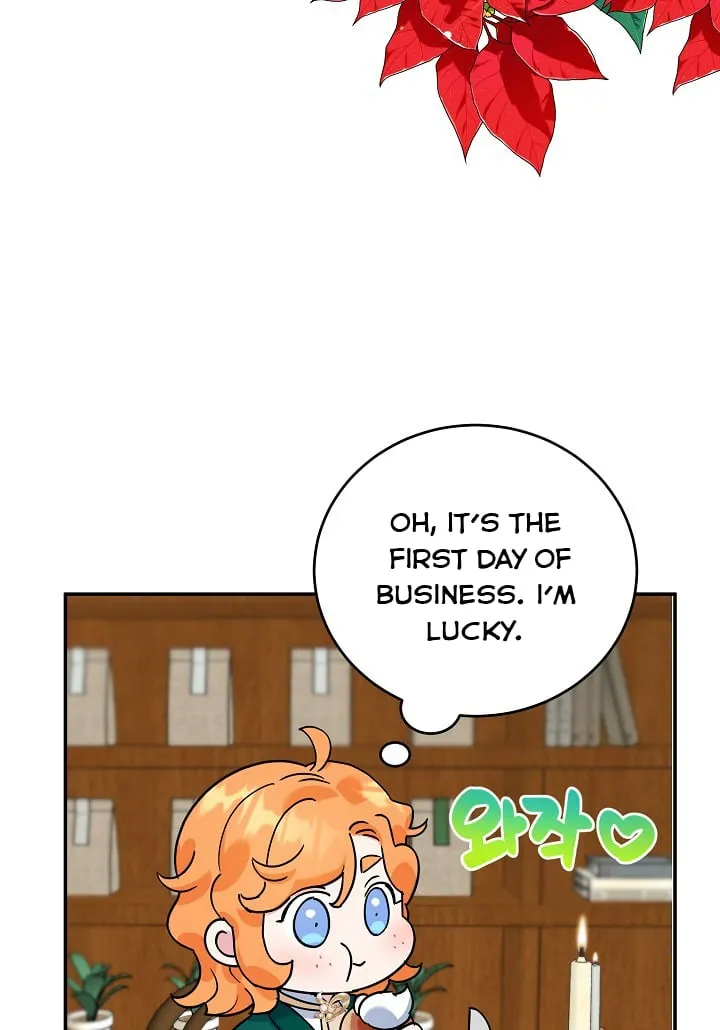 OH, IT'S THE
FIRST DAY OF
BUSINESS. I'M
LUCKY.
와작♡